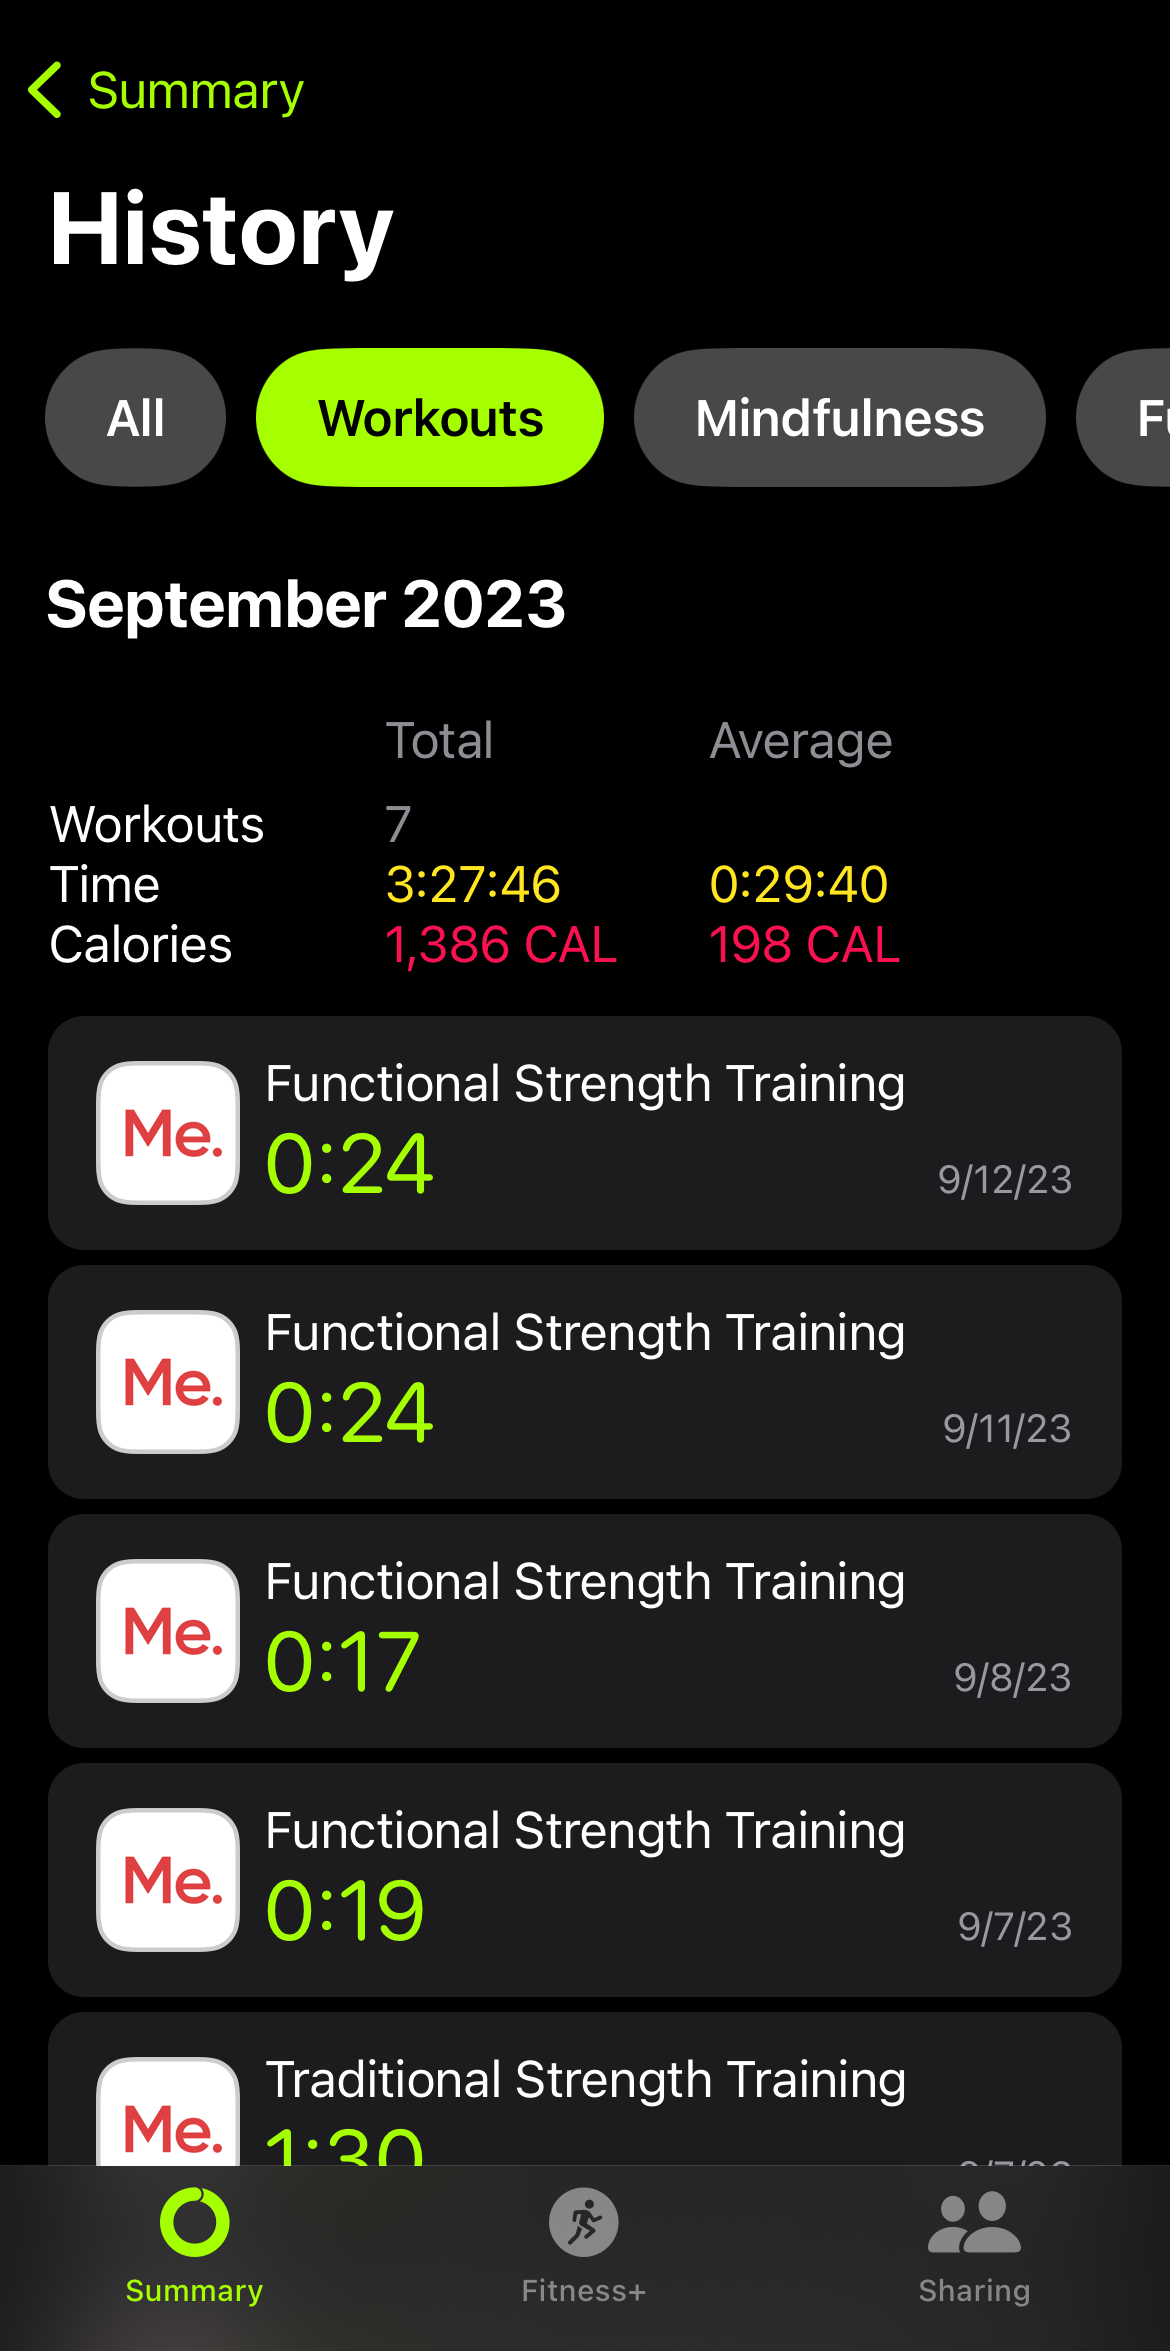 Summary
History
All Workouts Mindfulness
September 2023
Total Average
Workouts 7
Time 3:27:46 0:29:40
Calories 1,386 CAL 198 CAL
Me. Functional Strength Training
0:24 9/12/23
Me. Functional Strength Training
0:24 9/11/23
Me. Functional Strength Training
0:17 9/8/23
Me. Functional Strength Training
0:19 9/7/23
Me. Traditional Strength Training
1:30
Summary Fitness+ Sharing